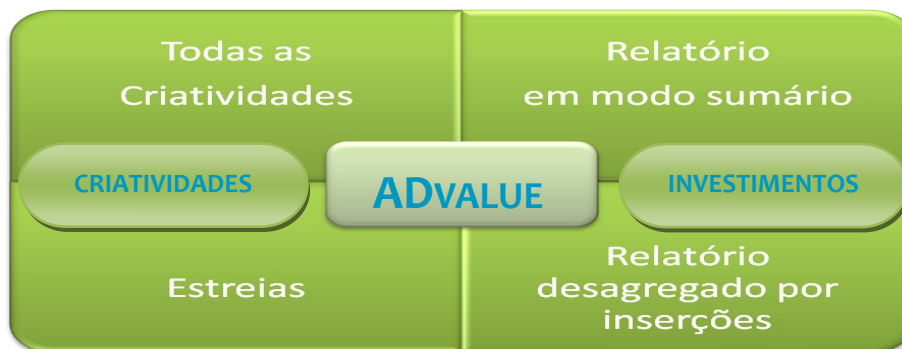 Todas as
Criatividades
Relatório
em modo sumário
CRIATIVIDADES
ADVALUE
INVESTIMENTOS
Estreias
Relatório
desagregado por
inserções